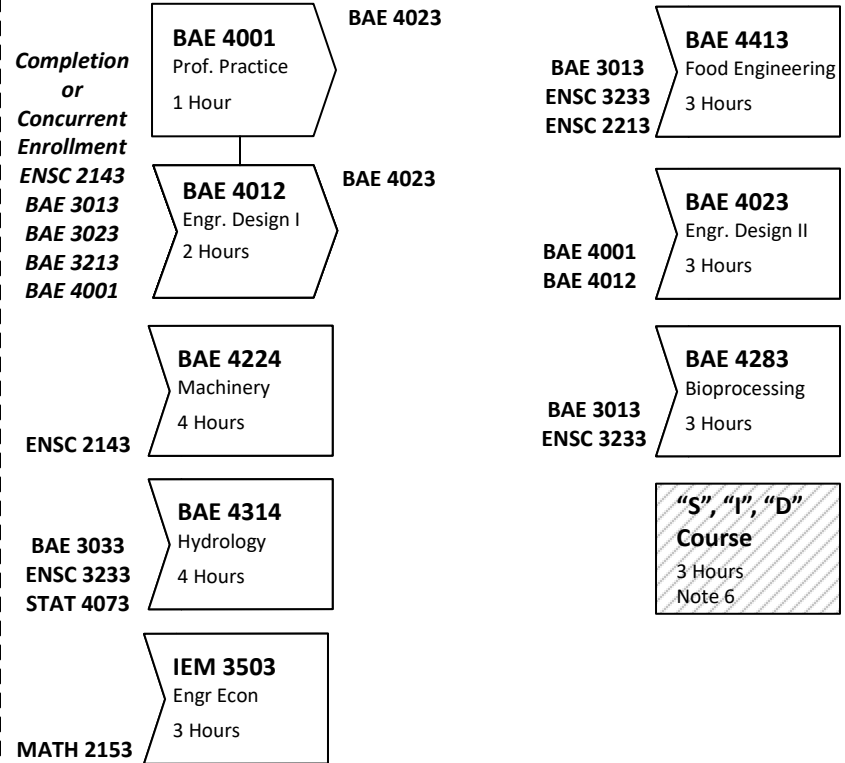 Completion
or
Concurrent
Enrollment
ENSC 2143
BAE 3013
BAE 3023
BAE 3213
BAE 4001
BAE 4001
Prof. Practice
1 Hour
BAE 4023
BAE 4012
Engr. Design I
2 Hours
BAE 4023
ENSC 2143
BAE 4224
Machinery
4 Hours
BAE 3033
ENSC 3233
STAT 4073
BAE 4314
Hydrology
4 Hours
MATH 2153
IEM 3503
Engr Econ
3 Hours
BAE 3013
ENSC 3233
ENSC 2213
BAE 4413
Food Engineering
3 Hours
BAE 4001
BAE 4012
BAE 4023
Engr. Design II
3 Hours
BAE 3013
ENSC 3233
BAE 4283
Bioprocessing
3 Hours
“S”, “I”, “D”
Course
3 Hours
Note 6